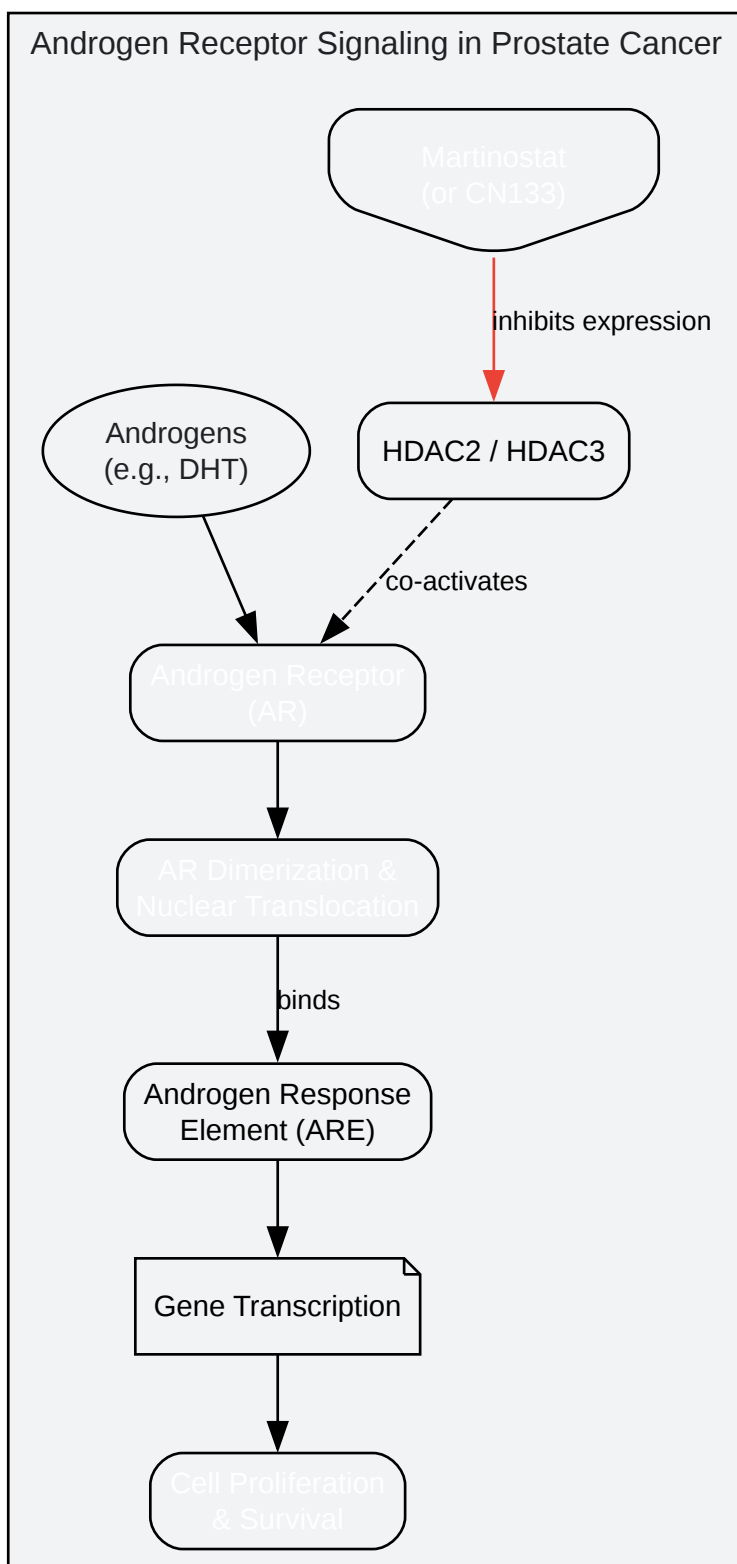 Androgen Receptor Signaling in Prostate Cancer
Martinostat
(or CN133)
inhibits expression
Androgens
(e.g., DHT)
HDAC2 / HDAC3
co-activates
Androgen Receptor
(AR)
AR Dimerization &
Nuclear Translocation
binds
Androgen Response
Element (ARE)
Gene Transcription
Cell Proliferation
& Survival